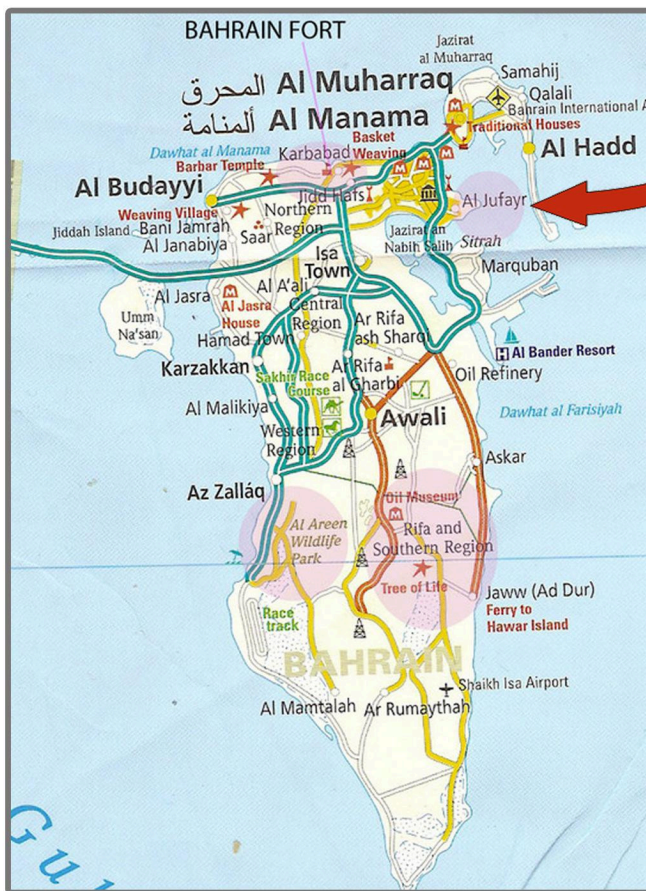 BAHRAIN FORT
Jazirat
al Muharraq
Samahij
Qalali
Bahrain International A
المحرق Al Muharraq
ألمنامة Al Manama
Traditional Houses
Al Hadd
Dawhat al Manama
Basket
Weaving
Karbabad
Barbar Temple
Al Budayyi
Jidd Hafs
Al Jufayr
Weaving Village
Northern
Region
Jiddah Island
Bani Jamrah
Al Janabiya
Saar
Jazirat an
Nabih Salih
Sitrah
Isa
Town
Marquban
Al Jasra
Al A'ali
Umm
Na'san
Al Jasra
House
Central
Region
Hamad Town
Ar Rifa
ash Sharqi
Al Bander Resort
Karzakkan
Sakhir Race
Course
Ar Rifa
al Gharbi
Oil Refinery
Al Malikiya
Awali
Dawhat al Farisiyah
Western
Region
Askar
Az Zalláq
Oil Museum
Al Areen
Wildlife
Park
Rifa and
Southern Region
Tree of Life
Jaww (Ad Dur)
Ferry to
Hawar Island
Race
track
BAHRAIN
Shaikh Isa Airport
Al Mamtalah
Ar Rumaythah
Gul